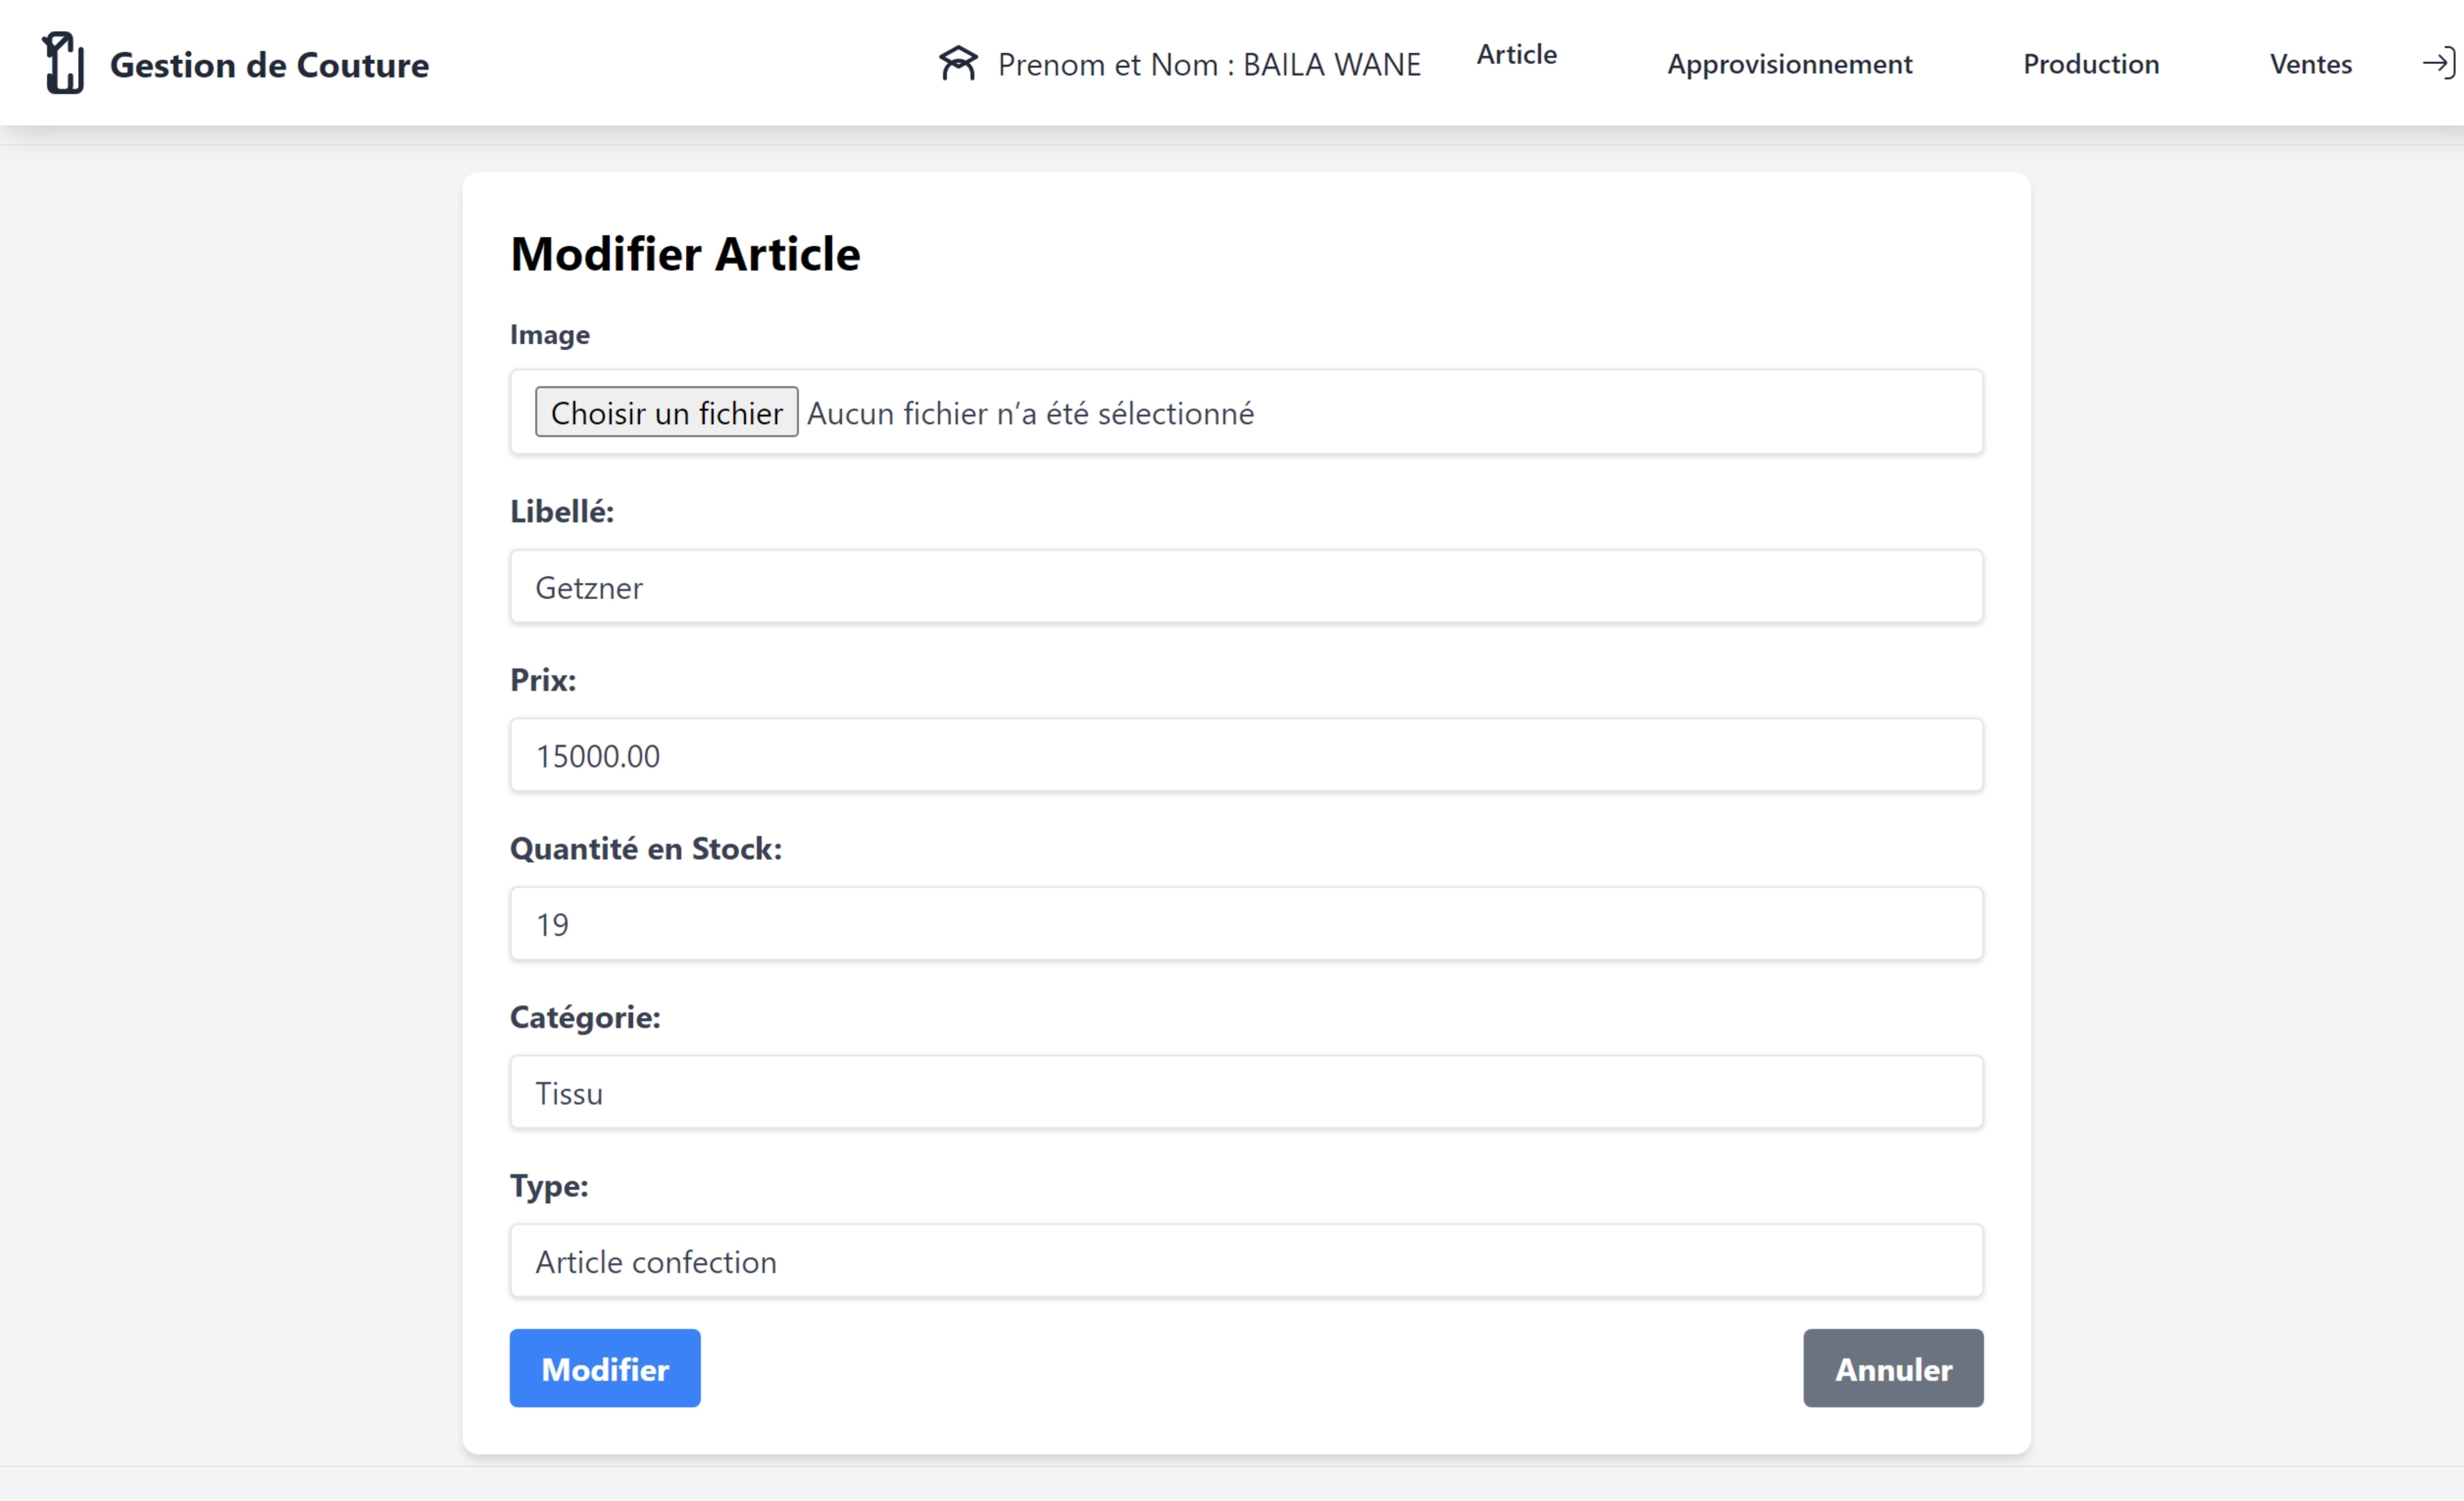 Gestion de Couture
Prenom et Nom : BAILA WANE
Article
Approvisionnement
Production
Ventes
Modifier Article
Image
Choisir un fichier Aucun fichier n’a été sélectionné
Libellé:
Getzner
Prix:
15000.00
Quantité en Stock:
19
Catégorie:
Tissu
Type:
Article confection
Modifier
Annuler